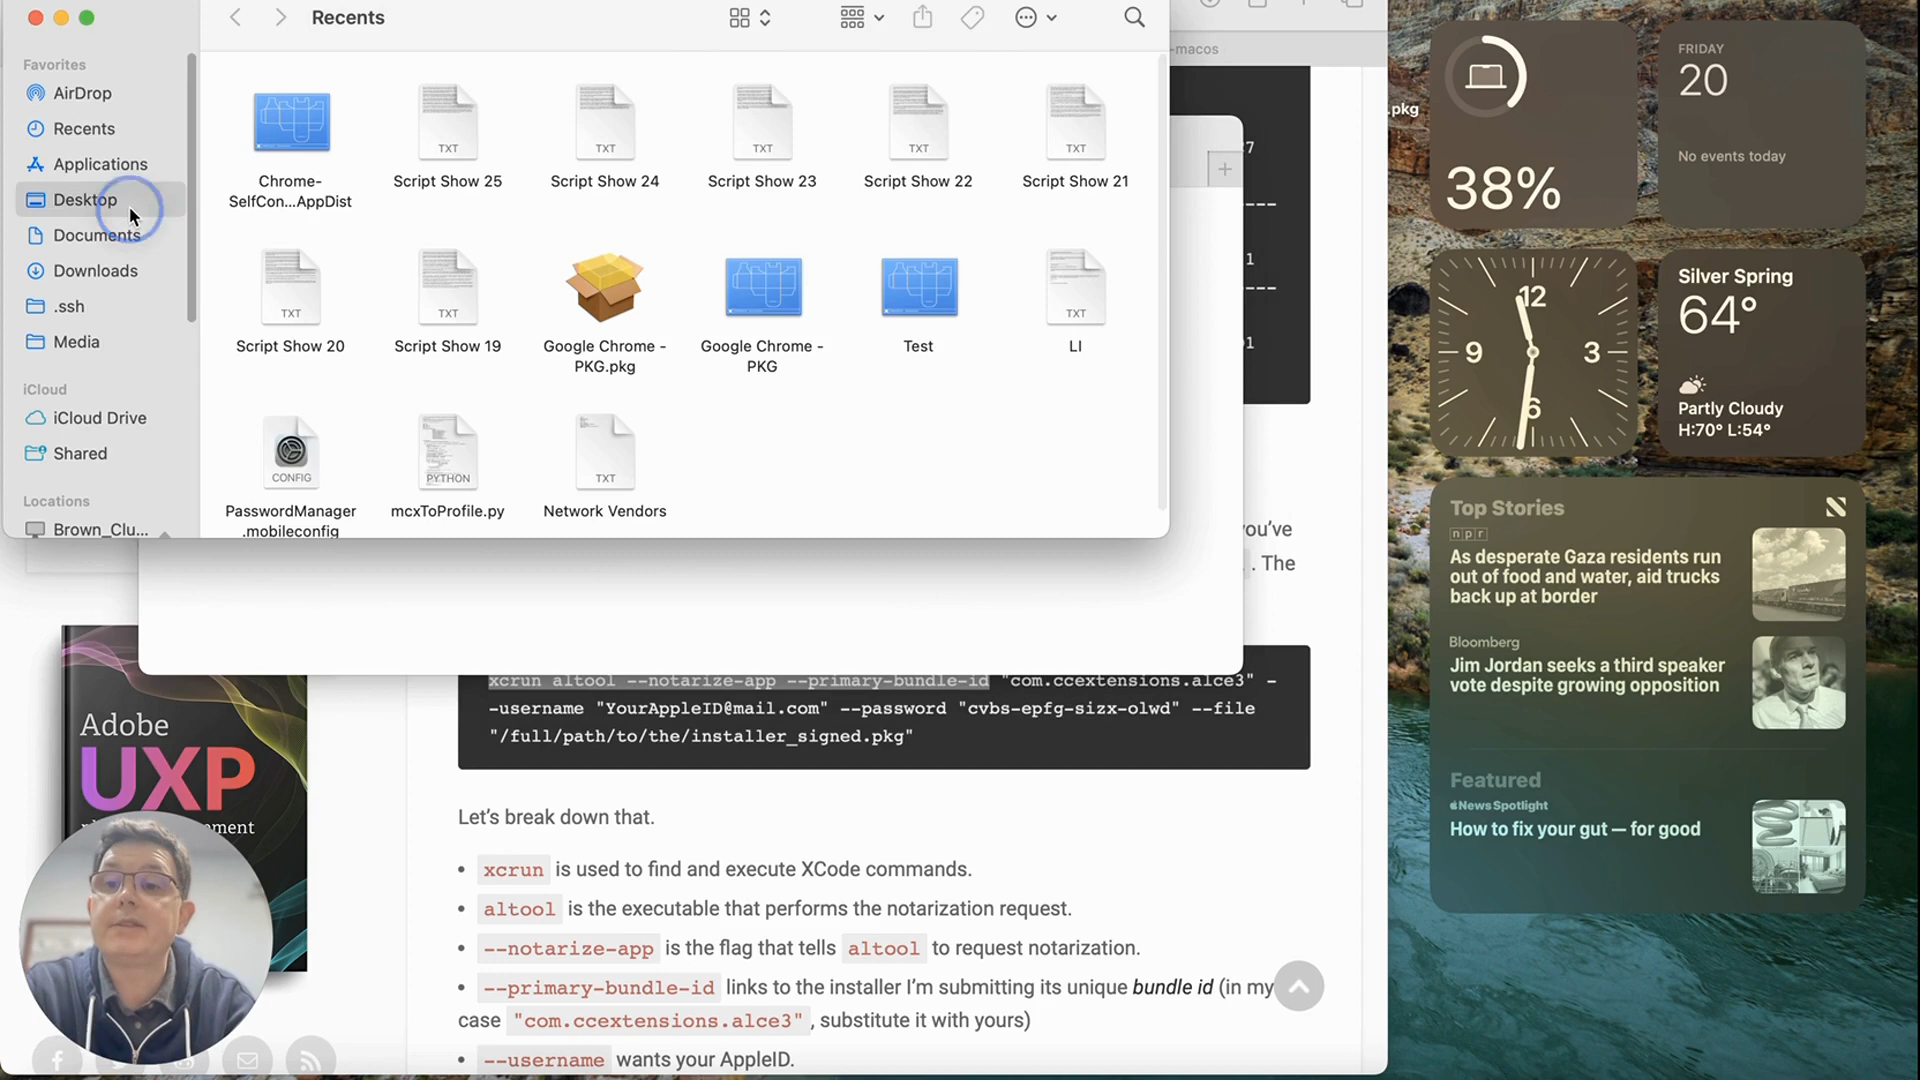 Recents
Favorites
AirDrop
Recents
Applications
Desktop
Documents
Downloads
.ssh
Media
iCloud
iCloud Drive
Shared
Locations
Brown_Clu...
TXT
TXT
TXT
TXT
TXT
Chrome-
SelfCon...AppDist
Script Show 25
Script Show 24
Script Show 23
Script Show 22
Script Show 21
TXT
TXT
TXT
Script Show 20
Script Show 19
Google Chrome -
PKG.pkg
Google Chrome -
PKG
Test
LI
CONFIG
PYTHON
TXT
PasswordManager
.mobileconfig
mcxToProfile.py
Network Vendors
-macos
.pkg
you've
. The
xcrun altool --notarize-app --primary-bundle-id "com.ccextensions.alce3" -
-username "YourAppleID@mail.com" --password "cvbs-epfg-sizx-olwd" --file
"/full/path/to/the/installer_signed.pkg"
Let's break down that.
• xcrun is used to find and execute XCode commands.
• altool is the executable that performs the notarization request.
• --notarize-app is the flag that tells altool to request notarization.
• --primary-bundle-id links to the installer I'm submitting its unique bundle id (in my
case "com.ccextensions.alce3", substitute it with yours)
• --username wants your AppleID.
Adobe
UXP
38%
FRIDAY
20
No events today
12
9
3
6
Silver Spring
64°
Partly Cloudy
H:70° L:54°
Top Stories
npr
As desperate Gaza residents run
out of food and water, aid trucks
back up at border
Bloomberg
Jim Jordan seeks a third speaker
vote despite growing opposition
Featured
News Spotlight
How to fix your gut — for good